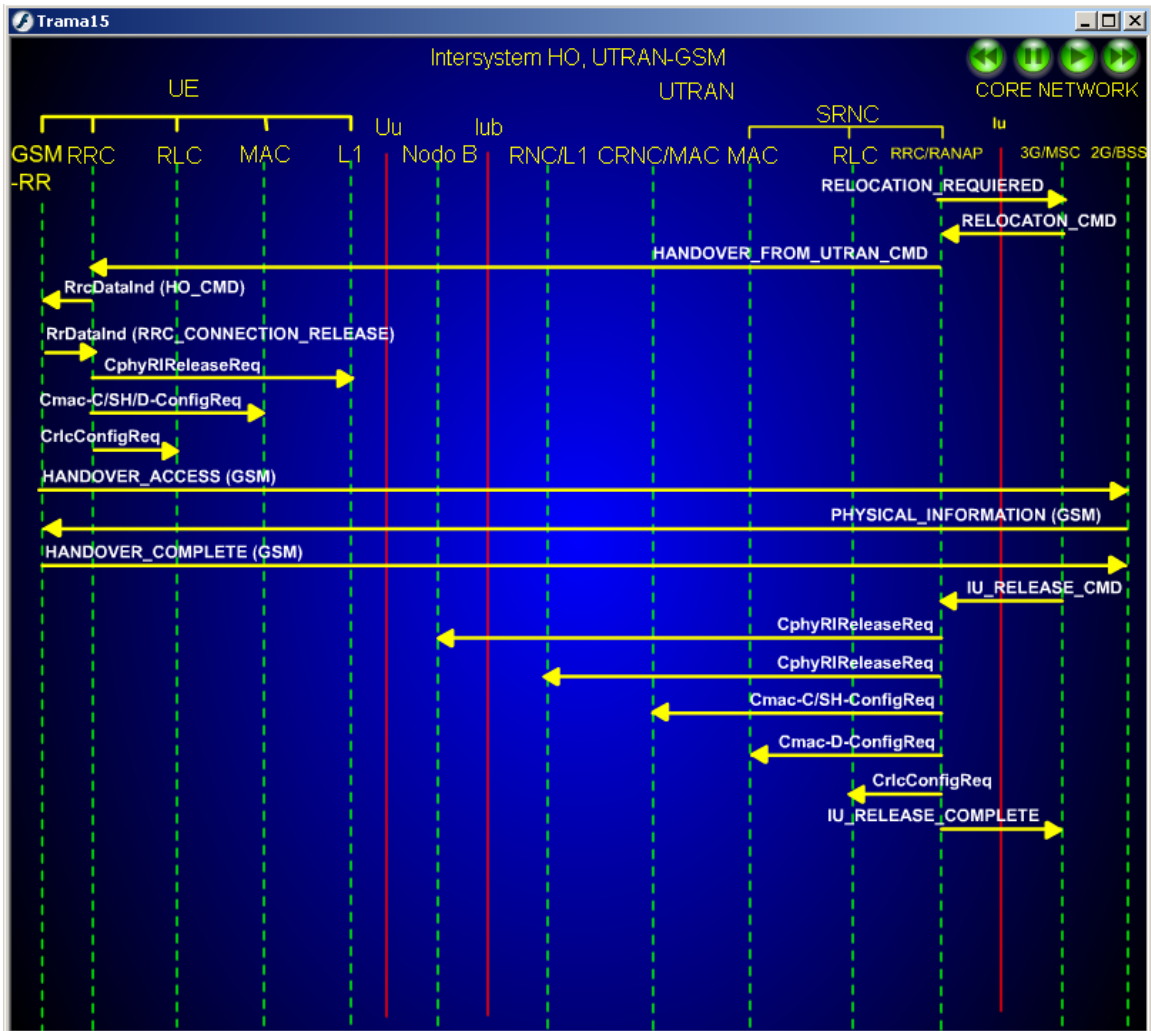 Trama15
Intersystem HO, UTRAN-GSM
UE
UTRAN
CORE NETWORK
SRNC
Uu
Iub
Iu
GSM
-RR
RRC
RLC
MAC
L1
Nodo B
RNC/L1
CRNC/MAC
MAC
RLC
RRC/RANAP
3G/MSC
2G/BSS
RELOCATION_REQUIERED
RELOCATON_CMD
HANDOVER_FROM_UTRAN_CMD
RrcDataInd (HO_CMD)
RrDataInd (RRC_CONNECTION_RELEASE)
CphyRlReleaseReq
Cmac-C/SH/D-ConfigReq
CrlcConfigReq
HANDOVER_ACCESS (GSM)
PHYSICAL_INFORMATION (GSM)
HANDOVER_COMPLETE (GSM)
IU_RELEASE_CMD
CphyRlReleaseReq
CphyRlReleaseReq
Cmac-C/SH-ConfigReq
Cmac-D-ConfigReq
CrlcConfigReq
IU_RELEASE_COMPLETE